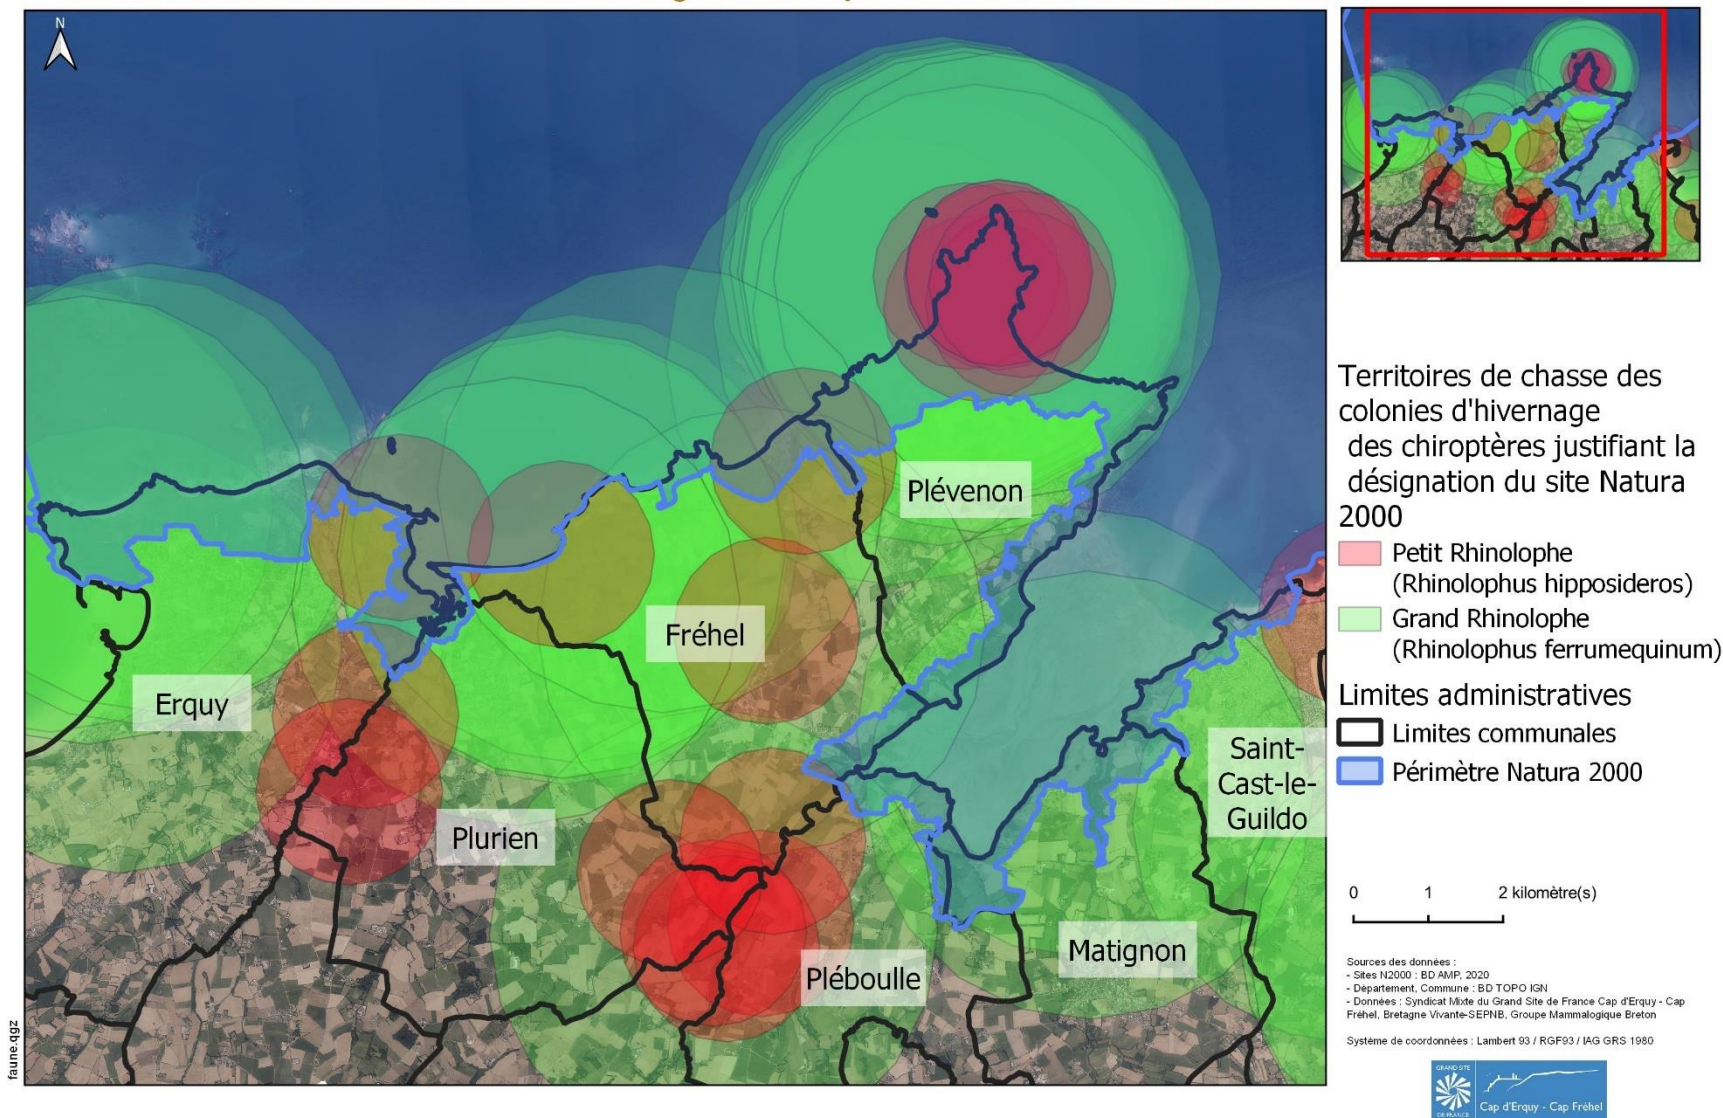 N
Plévenon
Fréhel
Erquy
Saint-
Cast-le-
Guildo
Plurien
Matignon
Pléboulle
faune.qgz
Territoires de chasse des
colonies d'hivernage
des chiroptères justifiant la
désignation du site Natura
2000
Petit Rhinolophe
(Rhinolophus hipposideros)
Grand Rhinolophe
(Rhinolophus ferrumequinum)
Limites administratives
Limites communales
Périmètre Natura 2000
0 1 2 kilomètre(s)
Sources des données :
- Sites N2000 : BD AMP, 2020
- Département, Commune : BD TOPO IGN
- Données : Syndicat Mixte du Grand Site de France Cap d'Erquy - Cap
Fréhel, Bretagne Vivante-SEPNB, Groupe Mammalogique Breton
Système de coordonnées : Lambert 93 / RGF93 / IAG GRS 1980
GRAND SITE
DE FRANCE
Cap d'Erquy - Cap Fréhel